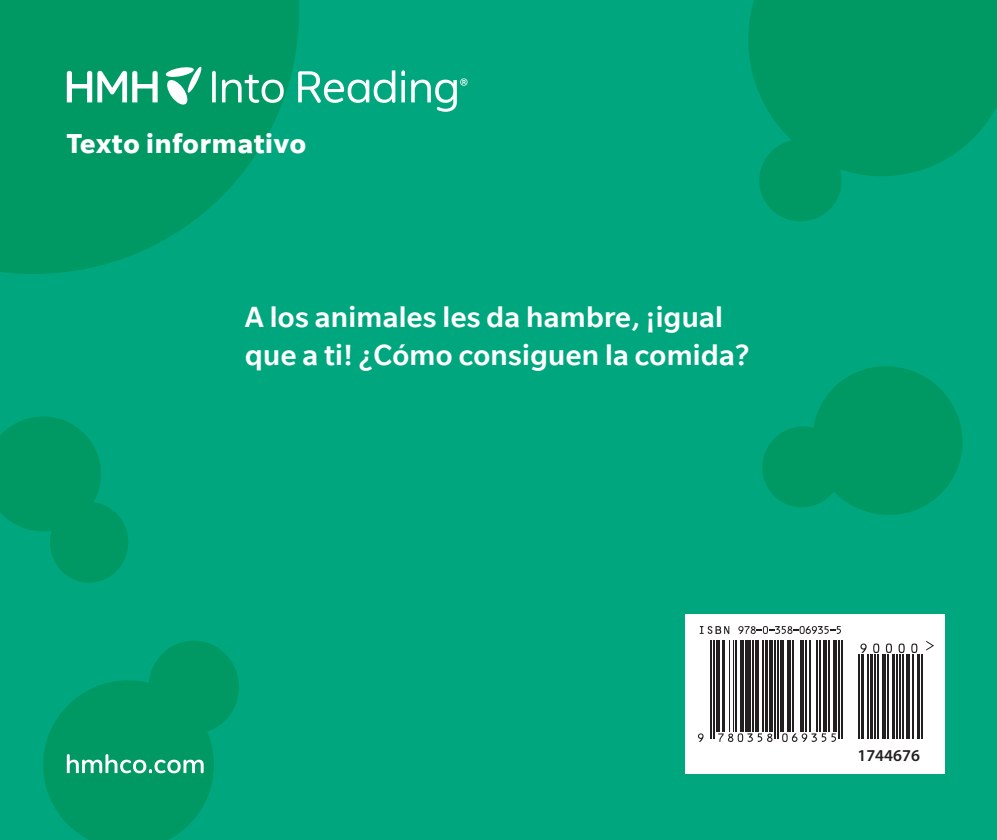 HMH Into Reading®
Texto informativo
A los animales les da hambre, ¡igual
que a ti! ¿Cómo consiguen la comida?
ISBN 978-0-358-06935-5
90000>
9 780358 069355
1744676
hmhco.com